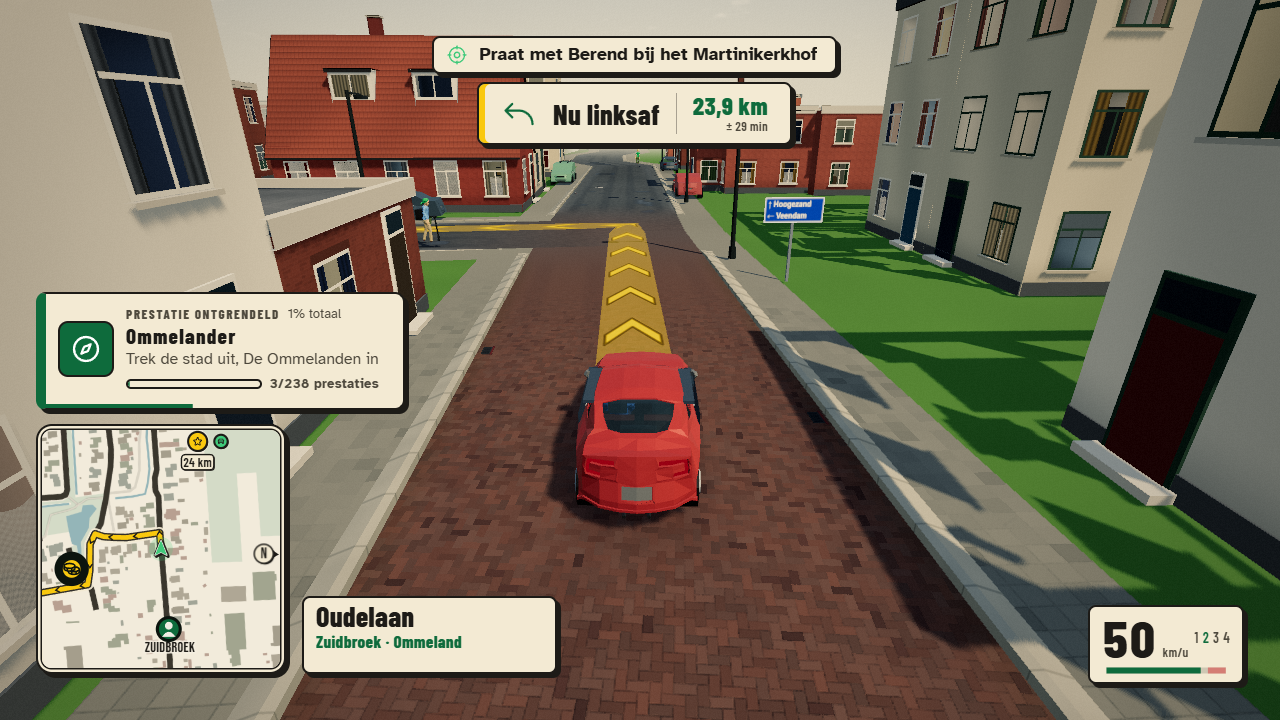 Praat met Berend bij het Martinikerkhof
Nu linksaf
23,9 km
± 29 min
↑ Hoogezand
← Veendam
PRESTATIE ONTGRENDELD 1% totaal
Ommelander
Trek de stad uit, De Ommelanden in
3/238 prestaties
24 km
N
ZUIDBROEK
Oudelaan
Zuidbroek · Ommeland
50 km/u
1 2 3 4